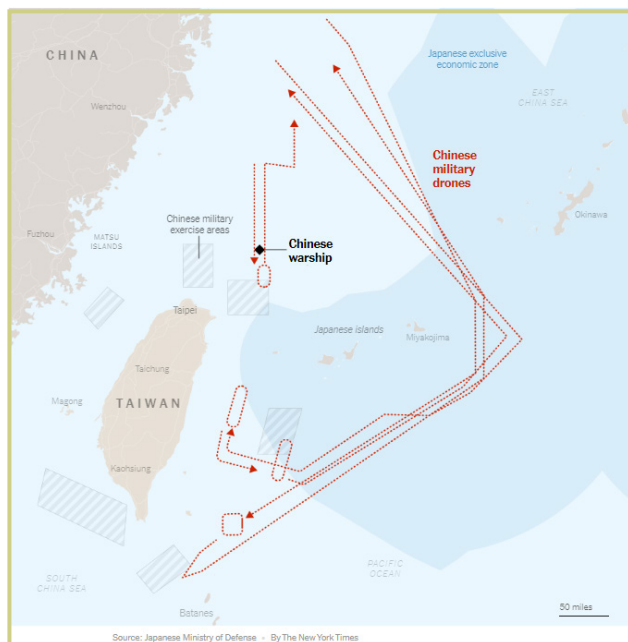 CHINA
Japanese exclusive
economic zone
EAST
CHINA SEA
Wenzhou
Chinese
military
drones
Okinawa
Chinese military
exercise areas
Fuzhou
MATSU
ISLANDS
Chinese
warship
Taipei
Japanese islands
Miyakojima
Taichung
Magong
TAIWAN
Kaohsiung
SOUTH
CHINA SEA
PACIFIC
OCEAN
Batanes
50 miles
Source: Japanese Ministry of Defense • By The New York Times